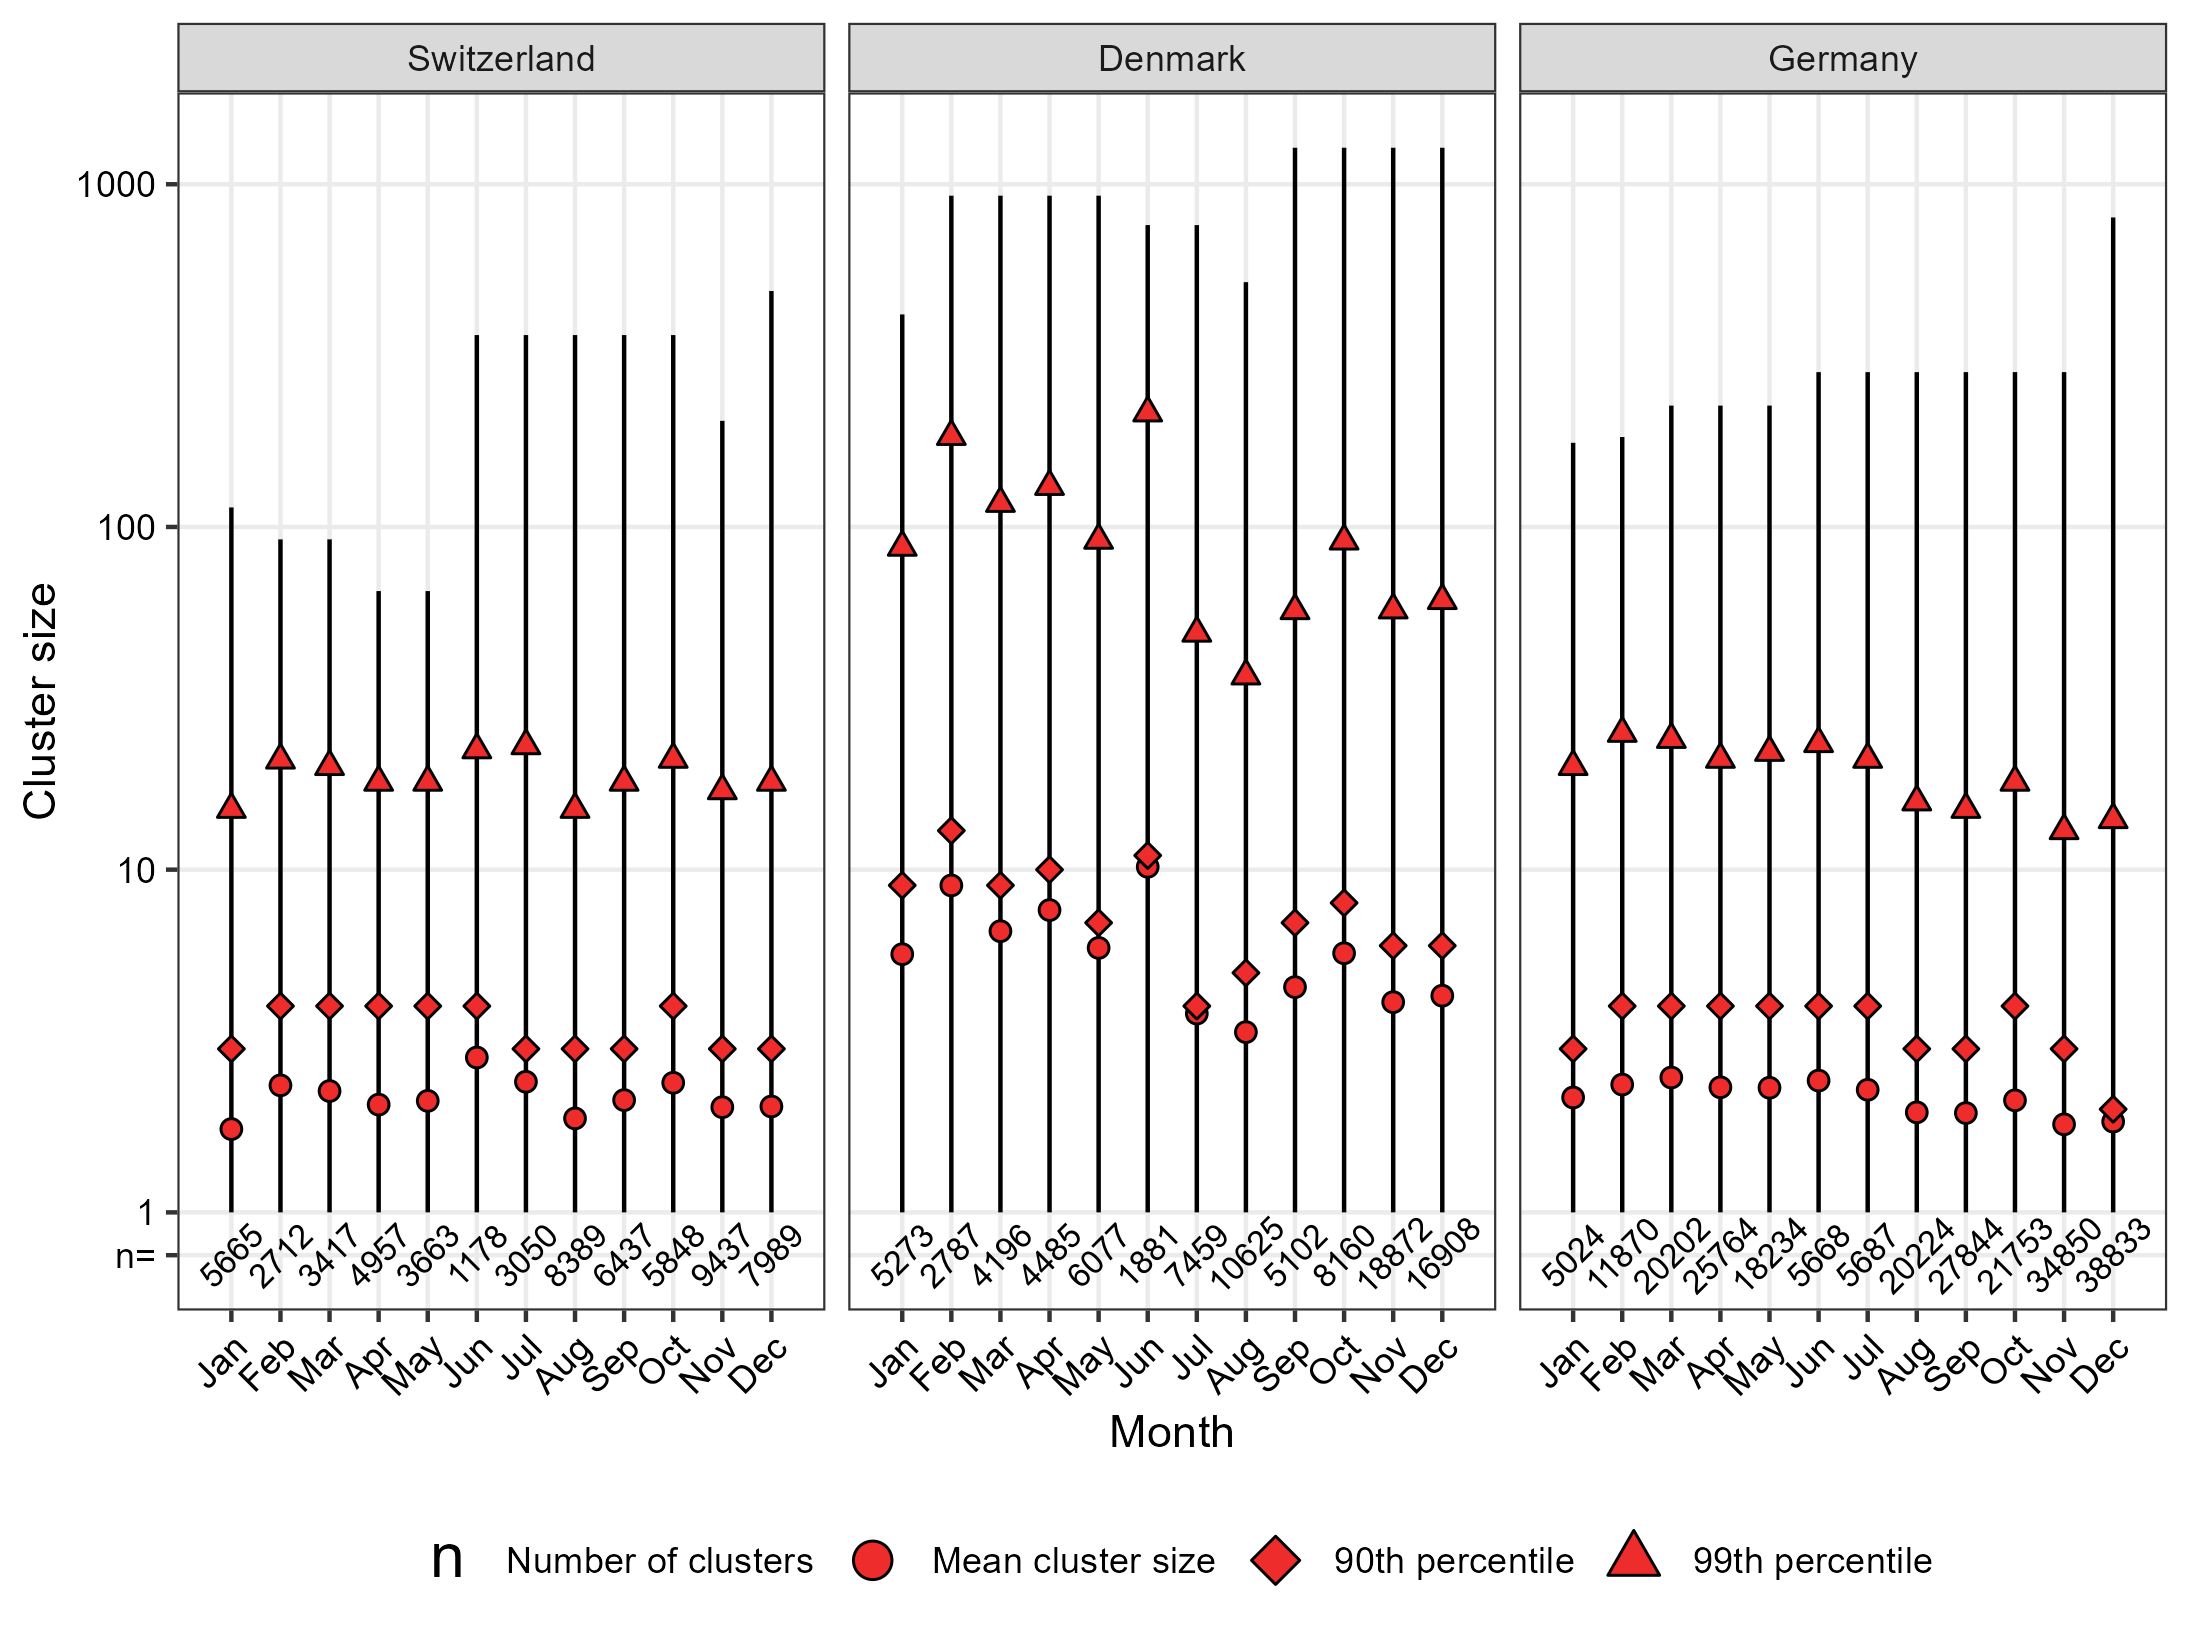 Switzerland Denmark Germany
1000
100
10
1
n=
Cluster size
5665 2712 3417 4957 3663 1178 3050 8389 6437 5848 9437 7989
5273 2787 4196 4485 6077 1881 7459 10625 5102 8160 18872 16908
5024 11870 20202 25764 18234 5668 5687 20224 27844 21753 34850 38833
Jan Feb Mar Apr May Jun Jul Aug Sep Oct Nov Dec
Jan Feb Mar Apr May Jun Jul Aug Sep Oct Nov Dec
Jan Feb Mar Apr May Jun Jul Aug Sep Oct Nov Dec
Month
n Number of clusters Mean cluster size 90th percentile 99th percentile